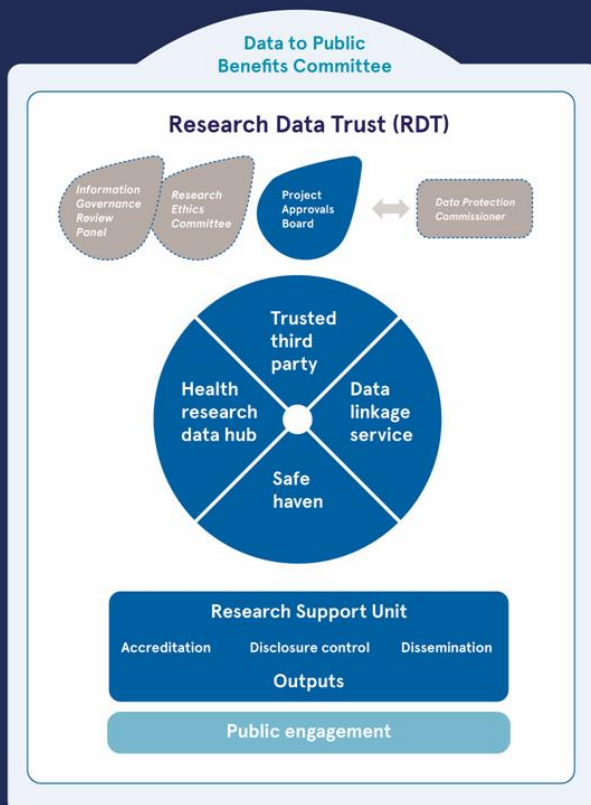 Data to Public
Benefits Committee
Research Data Trust (RDT)
Information
Governance
Review
Panel
Research
Ethics
Committee
Project
Approvals
Board
Data Protection
Commissioner
Trusted
third
party
Health
research
data hub
Data
linkage
service
Safe
haven
Research Support Unit
Accreditation Disclosure control Dissemination
Outputs
Public engagement